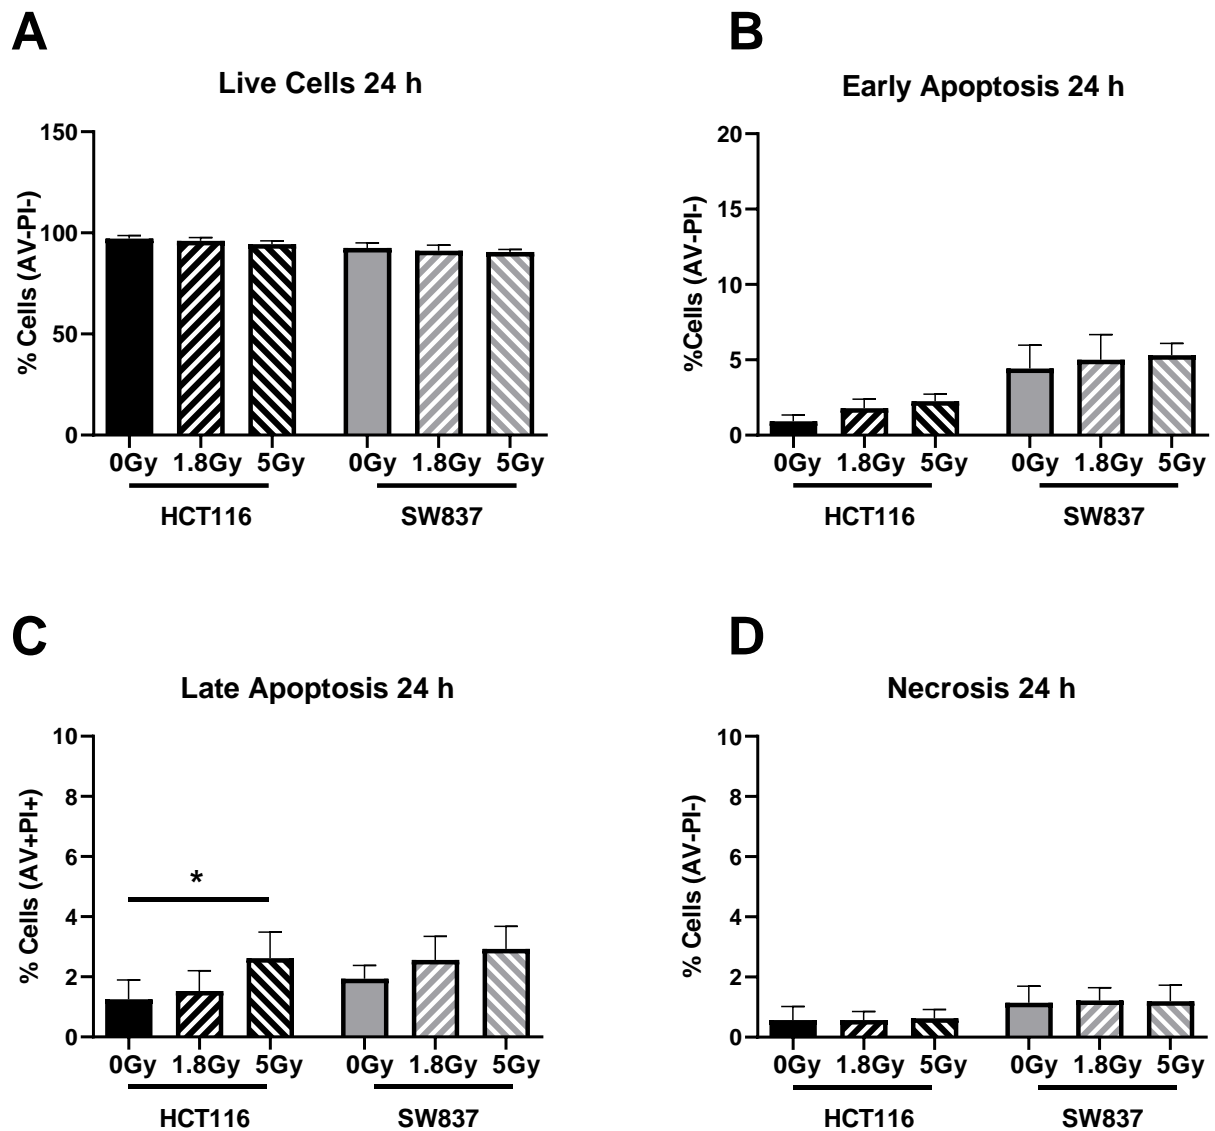 A
Live Cells 24 h
% Cells (AV-PI-)
150
100
50
0
0Gy 1.8Gy 5Gy 0Gy 1.8Gy 5Gy
HCT116 SW837
B
Early Apoptosis 24 h
%Cells (AV-PI-)
20
15
10
5
0
0Gy 1.8Gy 5Gy 0Gy 1.8Gy 5Gy
HCT116 SW837
C
Late Apoptosis 24 h
% Cells (AV+PI+)
10
8
6
4
2
0
*
0Gy 1.8Gy 5Gy 0Gy 1.8Gy 5Gy
HCT116 SW837
D
Necrosis 24 h
% Cells (AV-PI-)
10
8
6
4
2
0
0Gy 1.8Gy 5Gy 0Gy 1.8Gy 5Gy
HCT116 SW837